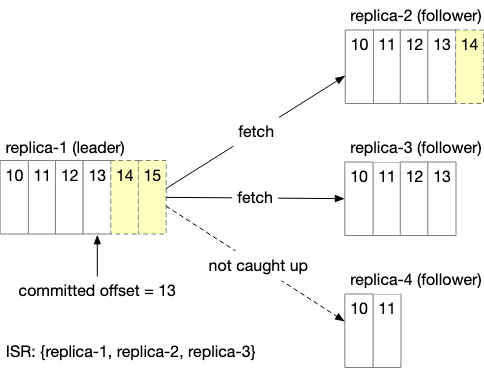 replica-2 (follower)
10 11 12 13 14
fetch
replica-1 (leader)
10 11 12 13 14 15
replica-3 (follower)
10 11 12 13
fetch
not caught up
committed offset = 13
replica-4 (follower)
10 11
ISR: {replica-1, replica-2, replica-3}